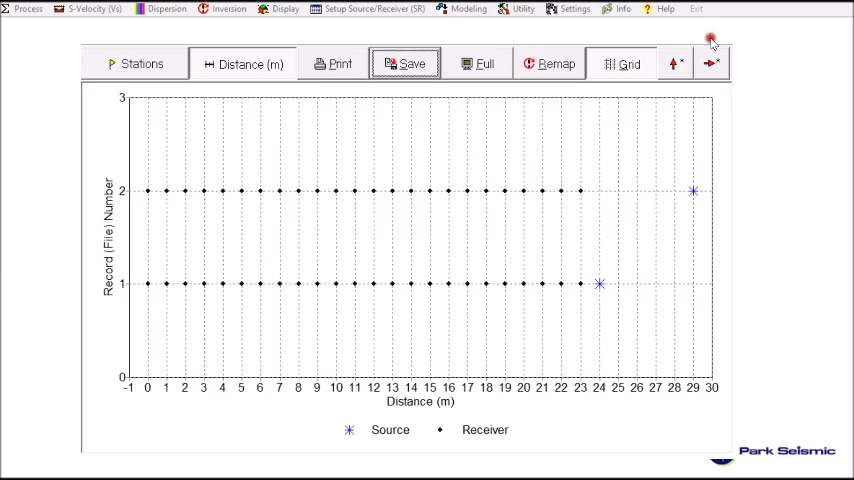 Process S-Velocity (Vs) Dispersion Inversion Display Setup Source/Receiver (SR) Modeling Utility Settings Info Help Exit
Stations Distance (m) Print Save Full Remap Grid
3
2
1
0
Record (File) Number
-1 0 1 2 3 4 5 6 7 8 9 10 11 12 13 14 15 16 17 18 19 20 21 22 23 24 25 26 27 28 29 30
Distance (m)
Source Receiver
Park Seismic